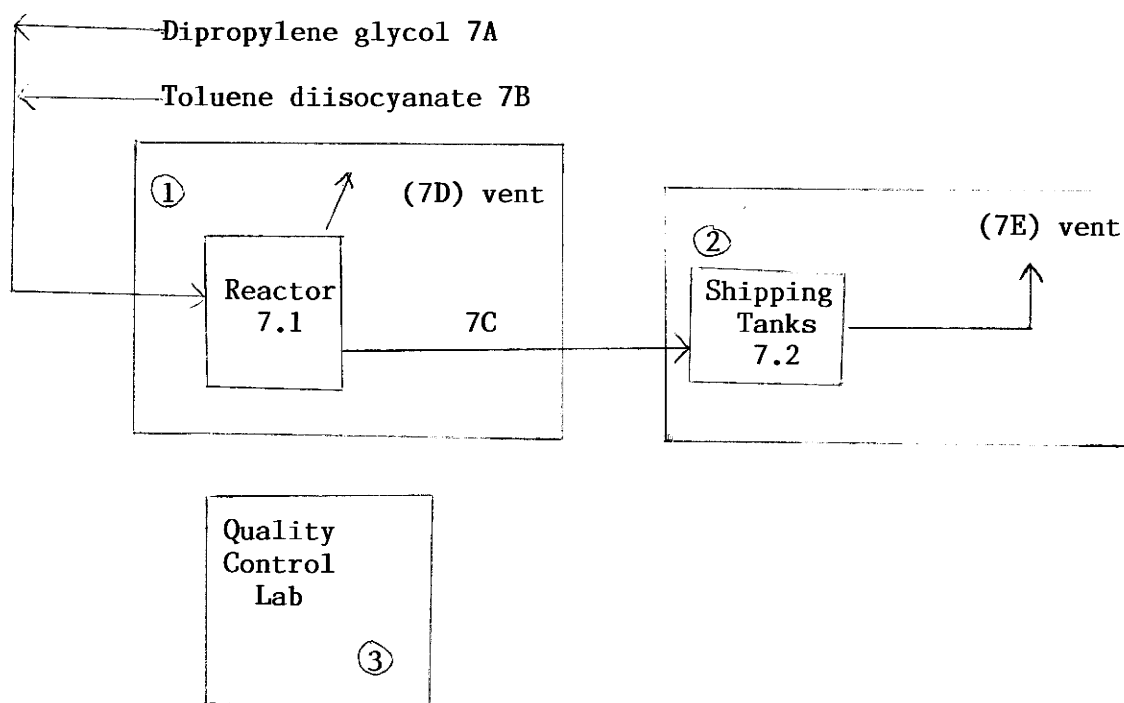 Dipropylene glycol 7A
Toluene diisocyanate 7B
①
(7D) vent
Reactor
7.1
7C
②
(7E) vent
Shipping
Tanks
7.2
Quality
Control
Lab
③